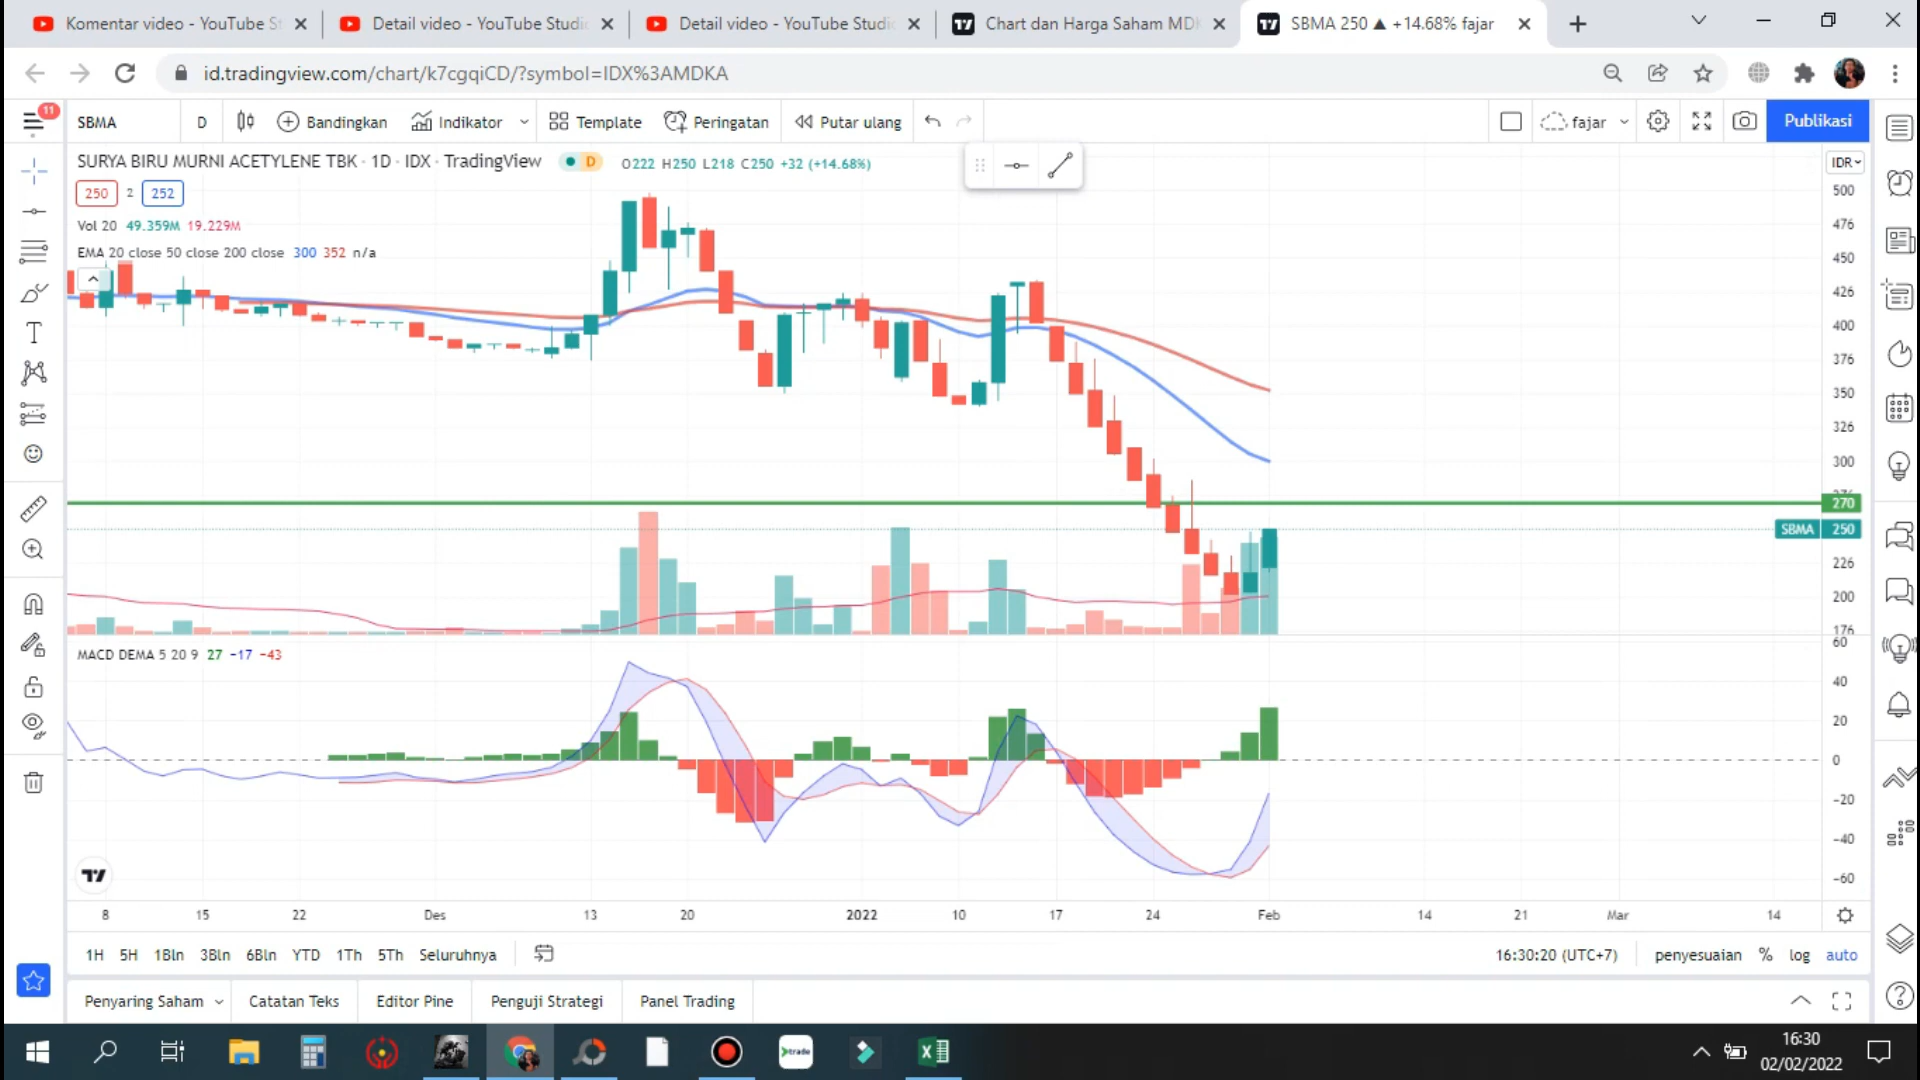 Komentar video - YouTube St
Detail video - YouTube Studio
Detail video - YouTube Studio
Chart dan Harga Saham MDK
SBMA 250 ▲ +14.68% fajar
id.tradingview.com/chart/k7cgqiCD/?symbol=IDX%3AMDKA
11
SBMA
D
Bandingkan
Indikator
Template
Peringatan
Putar ulang
fajar
Publikasi
SURYA BIRU MURNI ACETYLENE TBK · 1D · IDX · TradingView
D
O222 H250 L218 C250 +32 (+14.68%)
IDR
250 2 252
Vol 20 49.359M 19.229M
EMA 20 close 50 close 200 close 300 352 n/a
500
476
450
426
400
376
350
326
300
270
SBMA 250
226
200
176
MACD DEMA 5 20 9 27 −17 −43
60
40
20
0
−20
−40
−60
8 15 22 Des 13 20 2022 10 17 24 Feb 14 21 Mar 14
1H 5H 1Bln 3Bln 6Bln YTD 1Th 5Th Seluruhnya
16:30:20 (UTC+7)
penyesuaian % log auto
Penyaring Saham
Catatan Teks
Editor Pine
Penguji Strategi
Panel Trading
trade
16:30
02/02/2022